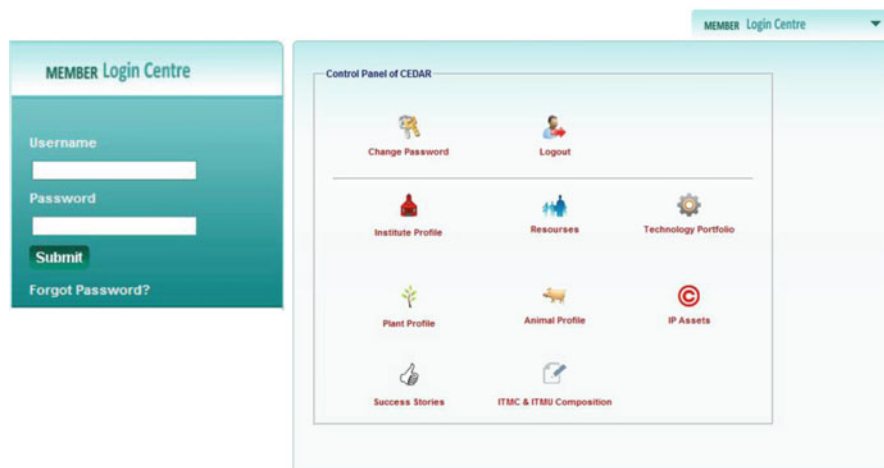 MEMBER Login Centre
MEMBER Login Centre
Username
Password
Submit
Forgot Password?
Control Panel of CEDAR
Change Password
Logout
Institute Profile
Resourses
Technology Portfolio
Plant Profile
Animal Profile
IP Assets
Success Stories
ITMC & ITMU Composition